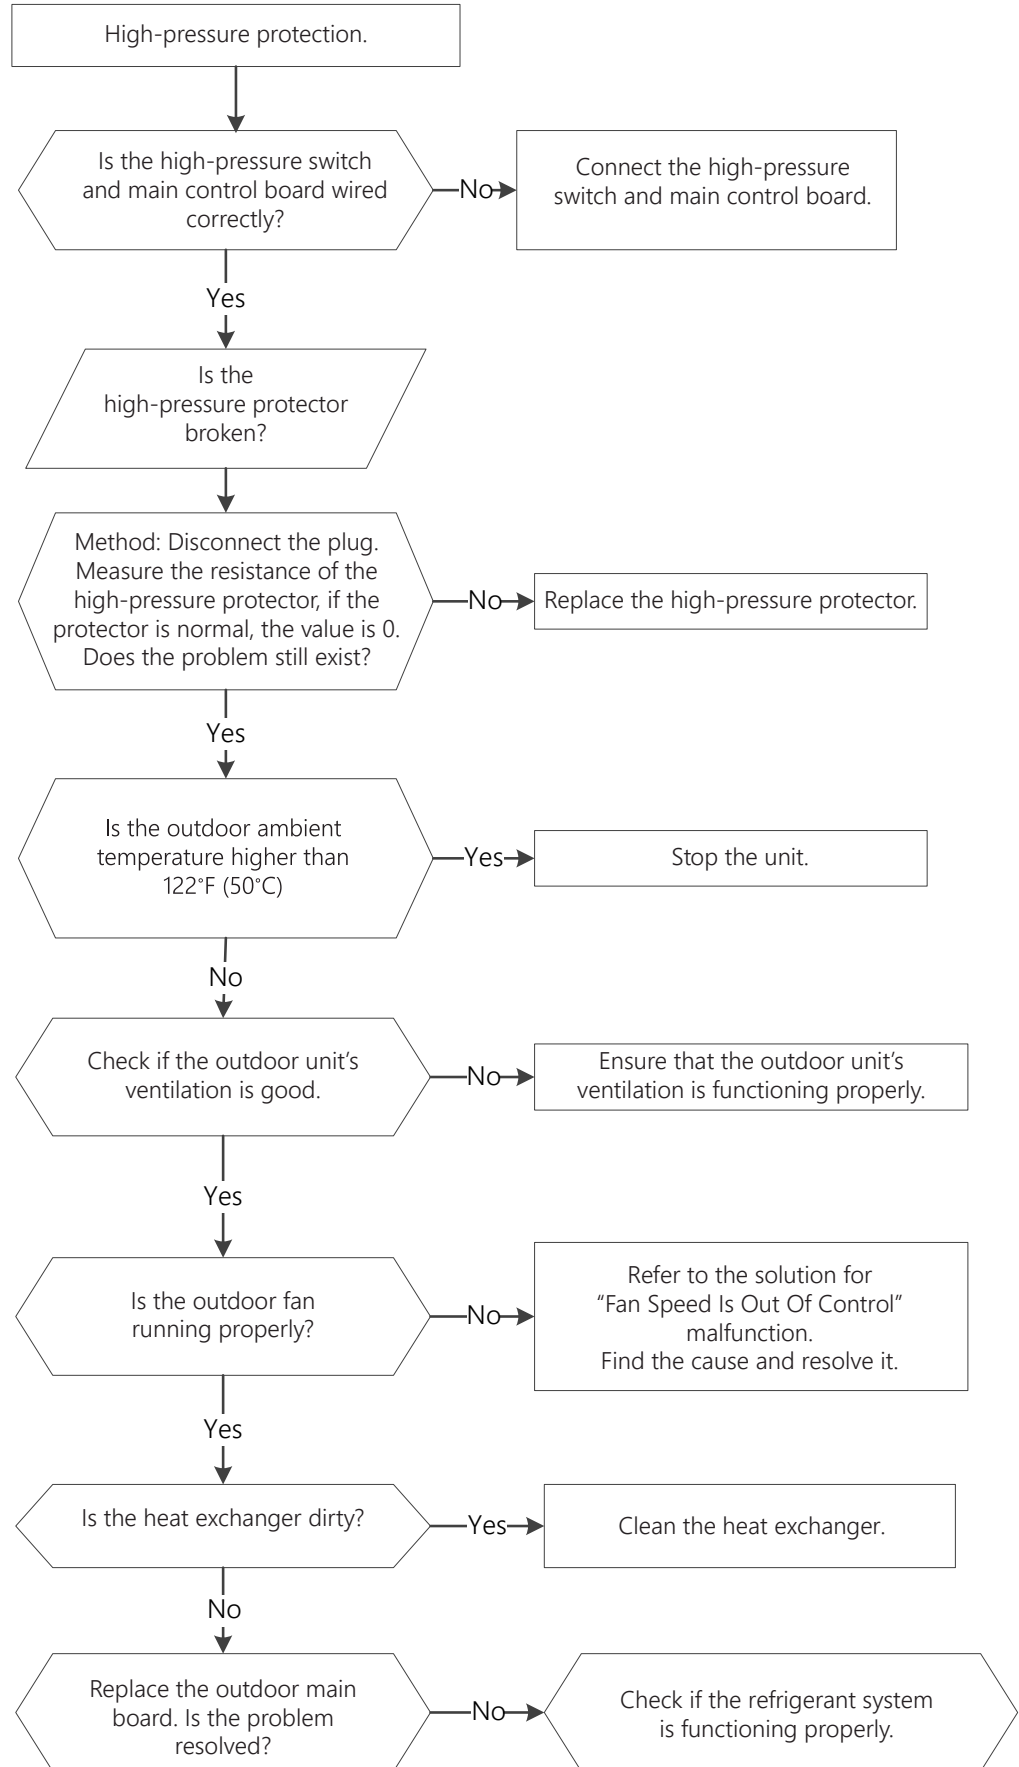 High-pressure protection.
Is the high-pressure switch
and main control board wired
correctly?
No
Connect the high-pressure
switch and main control board.
Yes
Is the
high-pressure protector
broken?
Method: Disconnect the plug.
Measure the resistance of the
high-pressure protector, if the
protector is normal, the value is 0.
Does the problem still exist?
No
Replace the high-pressure protector.
Yes
Is the outdoor ambient
temperature higher than
122°F (50°C)
Yes
Stop the unit.
No
Check if the outdoor unit's
ventilation is good.
No
Ensure that the outdoor unit's
ventilation is functioning properly.
Yes
Is the outdoor fan
running properly?
No
Refer to the solution for
“Fan Speed Is Out Of Control”
malfunction.
Find the cause and resolve it.
Yes
Is the heat exchanger dirty?
Yes
Clean the heat exchanger.
No
Replace the outdoor main
board. Is the problem
resolved?
No
Check if the refrigerant system
is functioning properly.